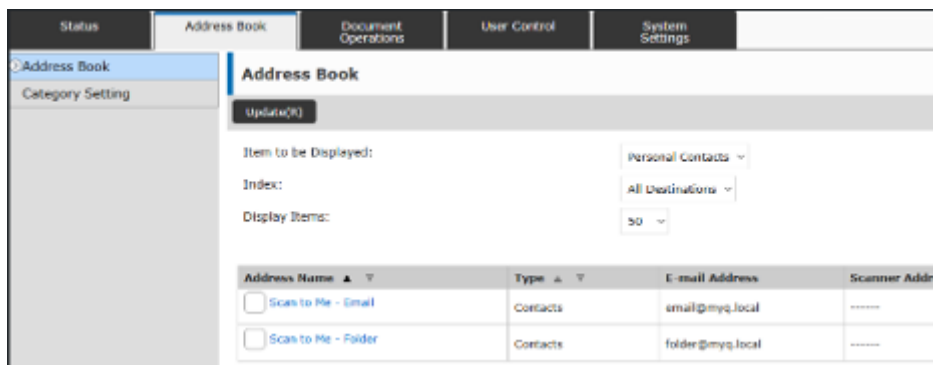 Status Address Book Document Operations User Control System Settings
Address Book
Category Setting
Address Book
Update(R)
Item to be Displayed: Personal Contacts
Index: All Destinations
Display Items: 50
Address Name ▲ ▼ Type ▲ ▼ E-mail Address Scanner Addr
Scan to Me - Email Contacts email@myq.local ------
Scan to Me - Folder Contacts folder@myq.local ------